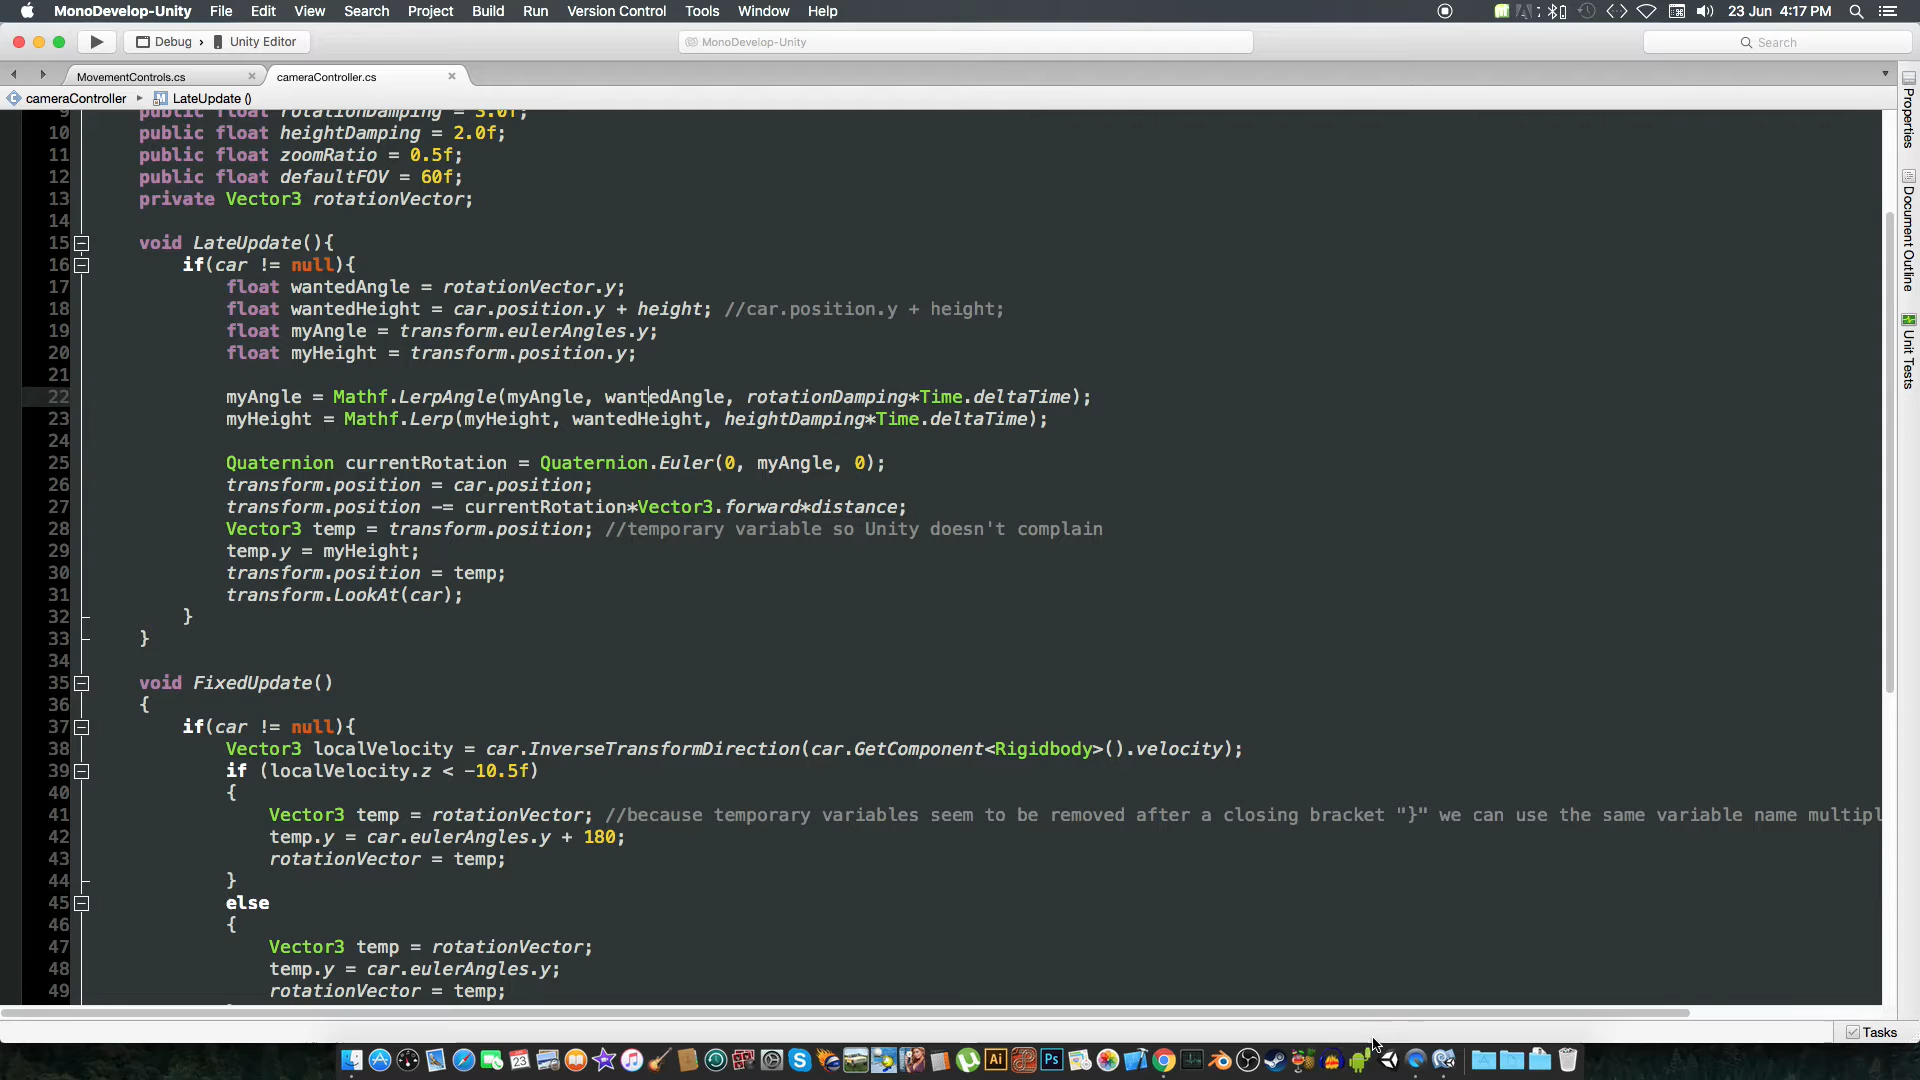 MonoDevelop-Unity File Edit View Search Project Build Run Version Control Tools Window Help 23 Jun 4:17 PM
Debug › Unity Editor MonoDevelop-Unity Search
MovementControls.cs cameraController.cs
cameraController LateUpdate ()
9 public float rotationDamping = 3.0f;
10 public float heightDamping = 2.0f;
11 public float zoomRatio = 0.5f;
12 public float defaultFOV = 60f;
13 private Vector3 rotationVector;
14
15 void LateUpdate(){
16 if(car != null){
17 float wantedAngle = rotationVector.y;
18 float wantedHeight = car.position.y + height; //car.position.y + height;
19 float myAngle = transform.eulerAngles.y;
20 float myHeight = transform.position.y;
21
22 myAngle = Mathf.LerpAngle(myAngle, wantedAngle, rotationDamping*Time.deltaTime);
23 myHeight = Mathf.Lerp(myHeight, wantedHeight, heightDamping*Time.deltaTime);
24
25 Quaternion currentRotation = Quaternion.Euler(0, myAngle, 0);
26 transform.position = car.position;
27 transform.position -= currentRotation*Vector3.forward*distance;
28 Vector3 temp = transform.position; //temporary variable so Unity doesn't complain
29 temp.y = myHeight;
30 transform.position = temp;
31 transform.LookAt(car);
32 }
33 }
34
35 void FixedUpdate()
36 {
37 if(car != null){
38 Vector3 localVelocity = car.InverseTransformDirection(car.GetComponent<Rigidbody>().velocity);
39 if (localVelocity.z < -10.5f)
40 {
41 Vector3 temp = rotationVector; //because temporary variables seem to be removed after a closing bracket "}" we can use the same variable name multipl
42 temp.y = car.eulerAngles.y + 180;
43 rotationVector = temp;
44 }
45 else
46 {
47 Vector3 temp = rotationVector;
48 temp.y = car.eulerAngles.y;
49 rotationVector = temp;
Properties
Document Outline
Unit Tests
Tasks
23
Ai
Ps